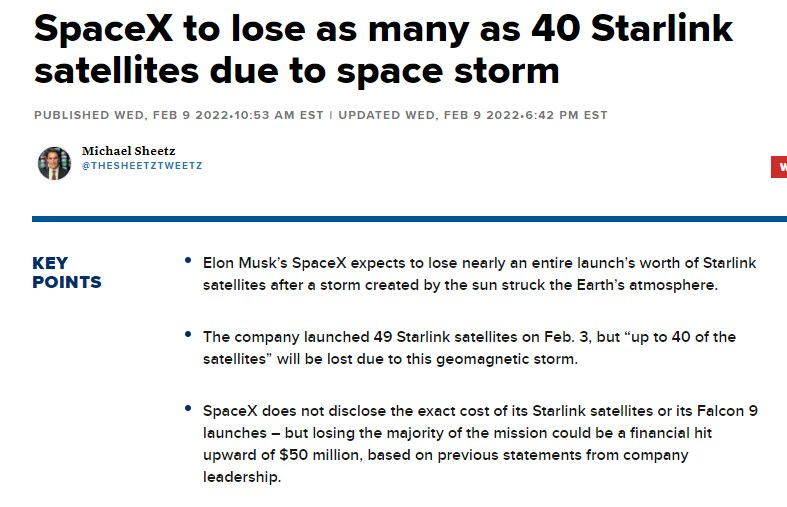 SpaceX to lose as many as 40 Starlink
satellites due to space storm
PUBLISHED WED, FEB 9 2022•10:53 AM EST | UPDATED WED, FEB 9 2022•6:42 PM EST
Michael Sheetz
@THESHEETZTWEETZ
W
KEY
POINTS
• Elon Musk’s SpaceX expects to lose nearly an entire launch’s worth of Starlink
satellites after a storm created by the sun struck the Earth’s atmosphere.
• The company launched 49 Starlink satellites on Feb. 3, but “up to 40 of the
satellites” will be lost due to this geomagnetic storm.
• SpaceX does not disclose the exact cost of its Starlink satellites or its Falcon 9
launches – but losing the majority of the mission could be a financial hit
upward of $50 million, based on previous statements from company
leadership.